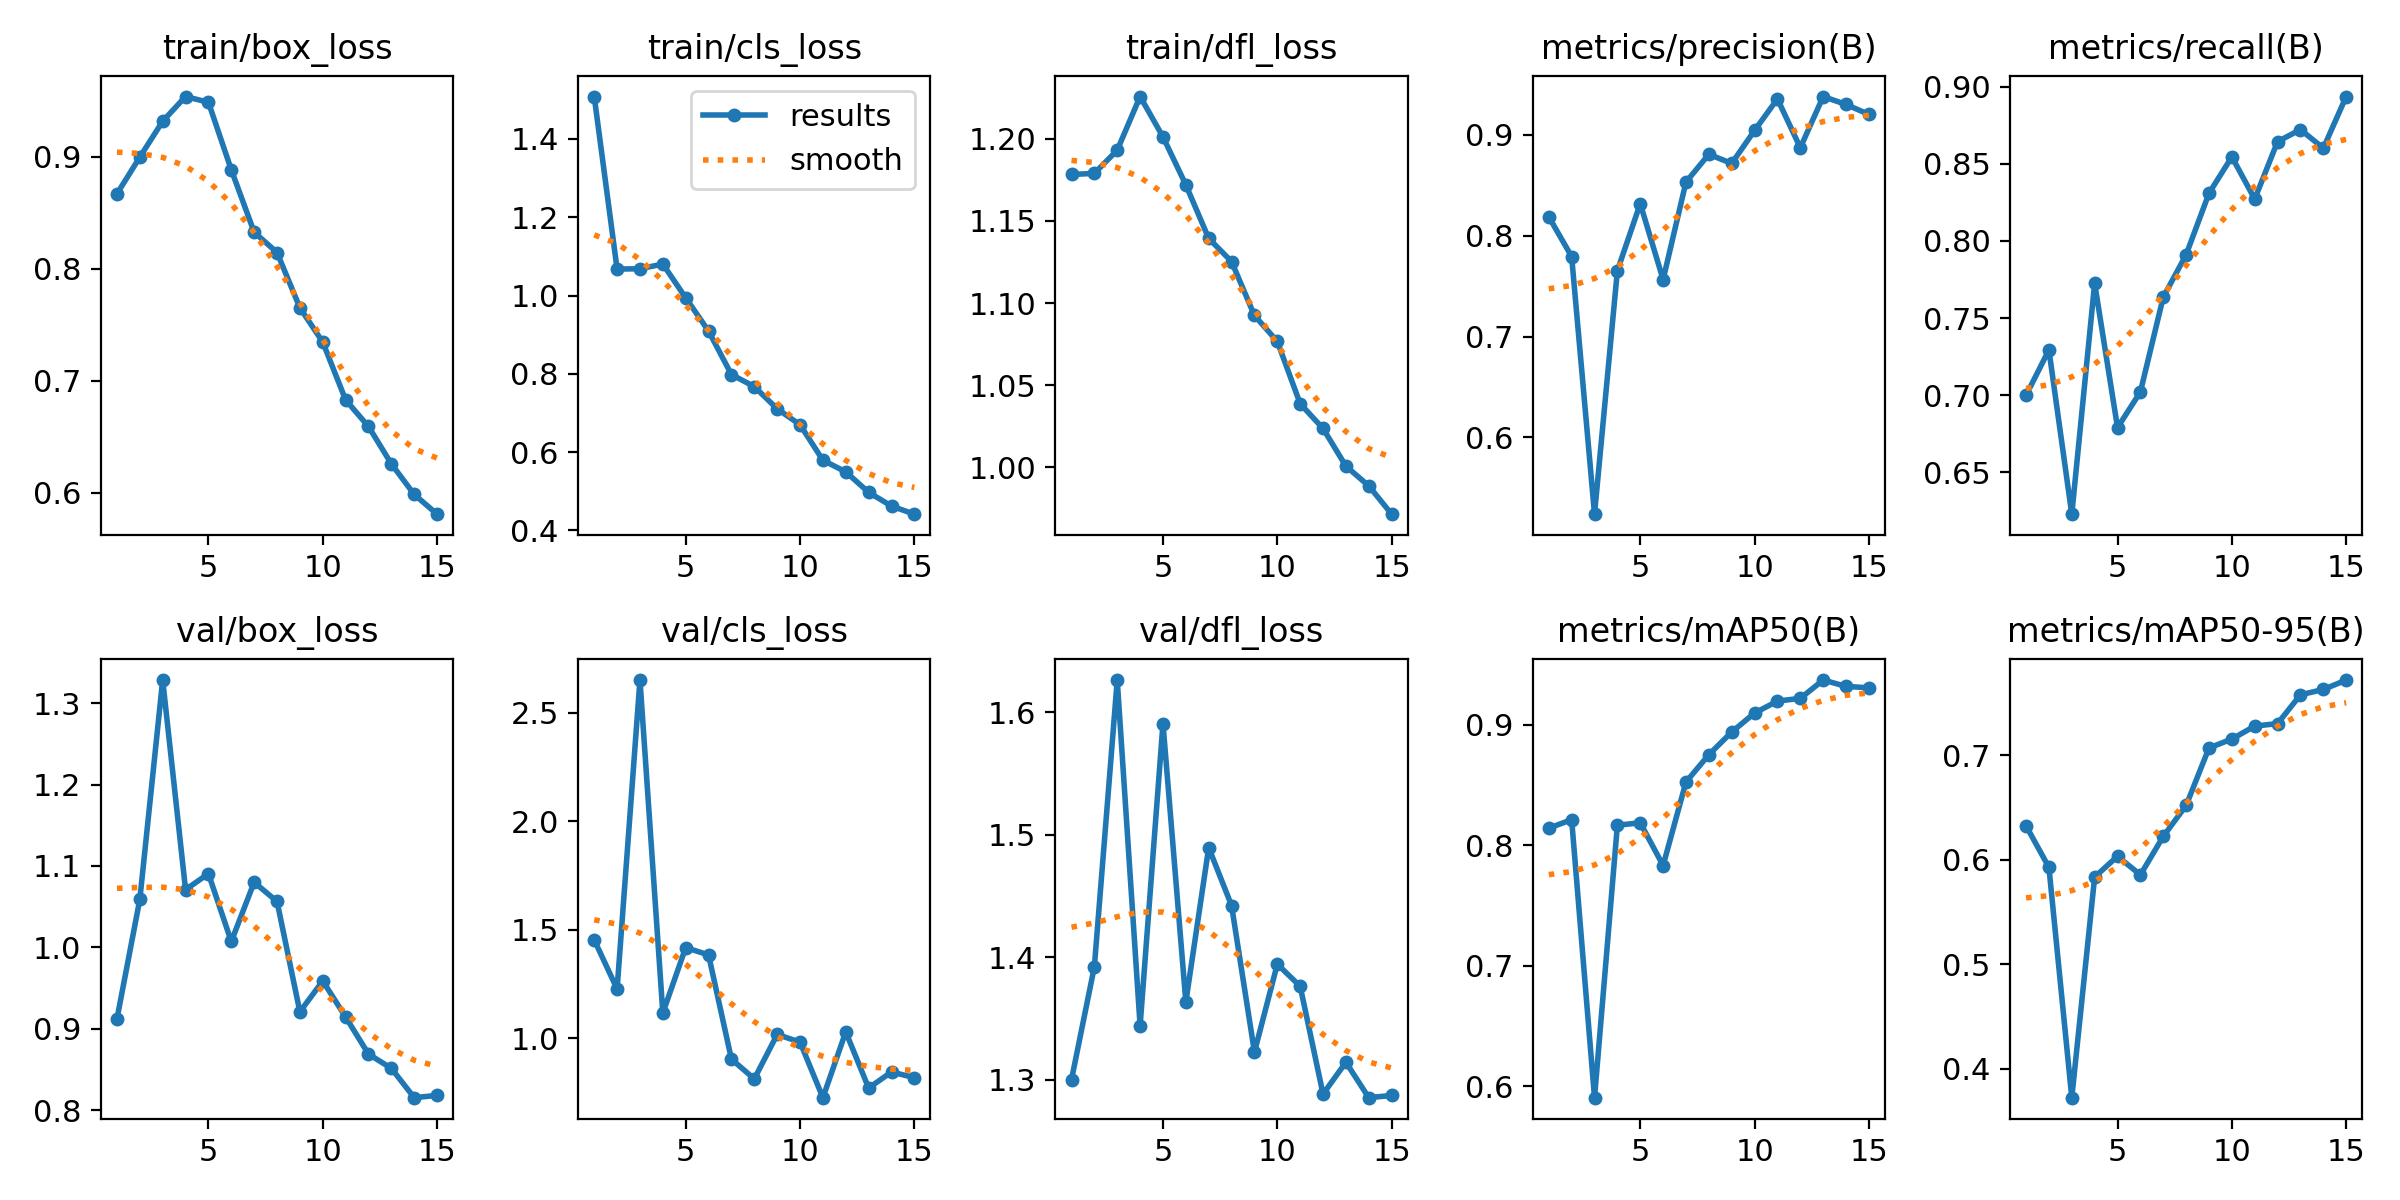 train/box_loss
train/cls_loss
train/dfl_loss
metrics/precision(B)
metrics/recall(B)
0.9
0.8
0.7
0.6
5 10 15
results
smooth
1.4
1.2
1.0
0.8
0.6
0.4
5 10 15
1.20
1.15
1.10
1.05
1.00
5 10 15
0.9
0.8
0.7
0.6
5 10 15
0.90
0.85
0.80
0.75
0.70
0.65
5 10 15
val/box_loss
val/cls_loss
val/dfl_loss
metrics/mAP50(B)
metrics/mAP50-95(B)
1.3
1.2
1.1
1.0
0.9
0.8
5 10 15
2.5
2.0
1.5
1.0
5 10 15
1.6
1.5
1.4
1.3
5 10 15
0.9
0.8
0.7
0.6
5 10 15
0.7
0.6
0.5
0.4
5 10 15